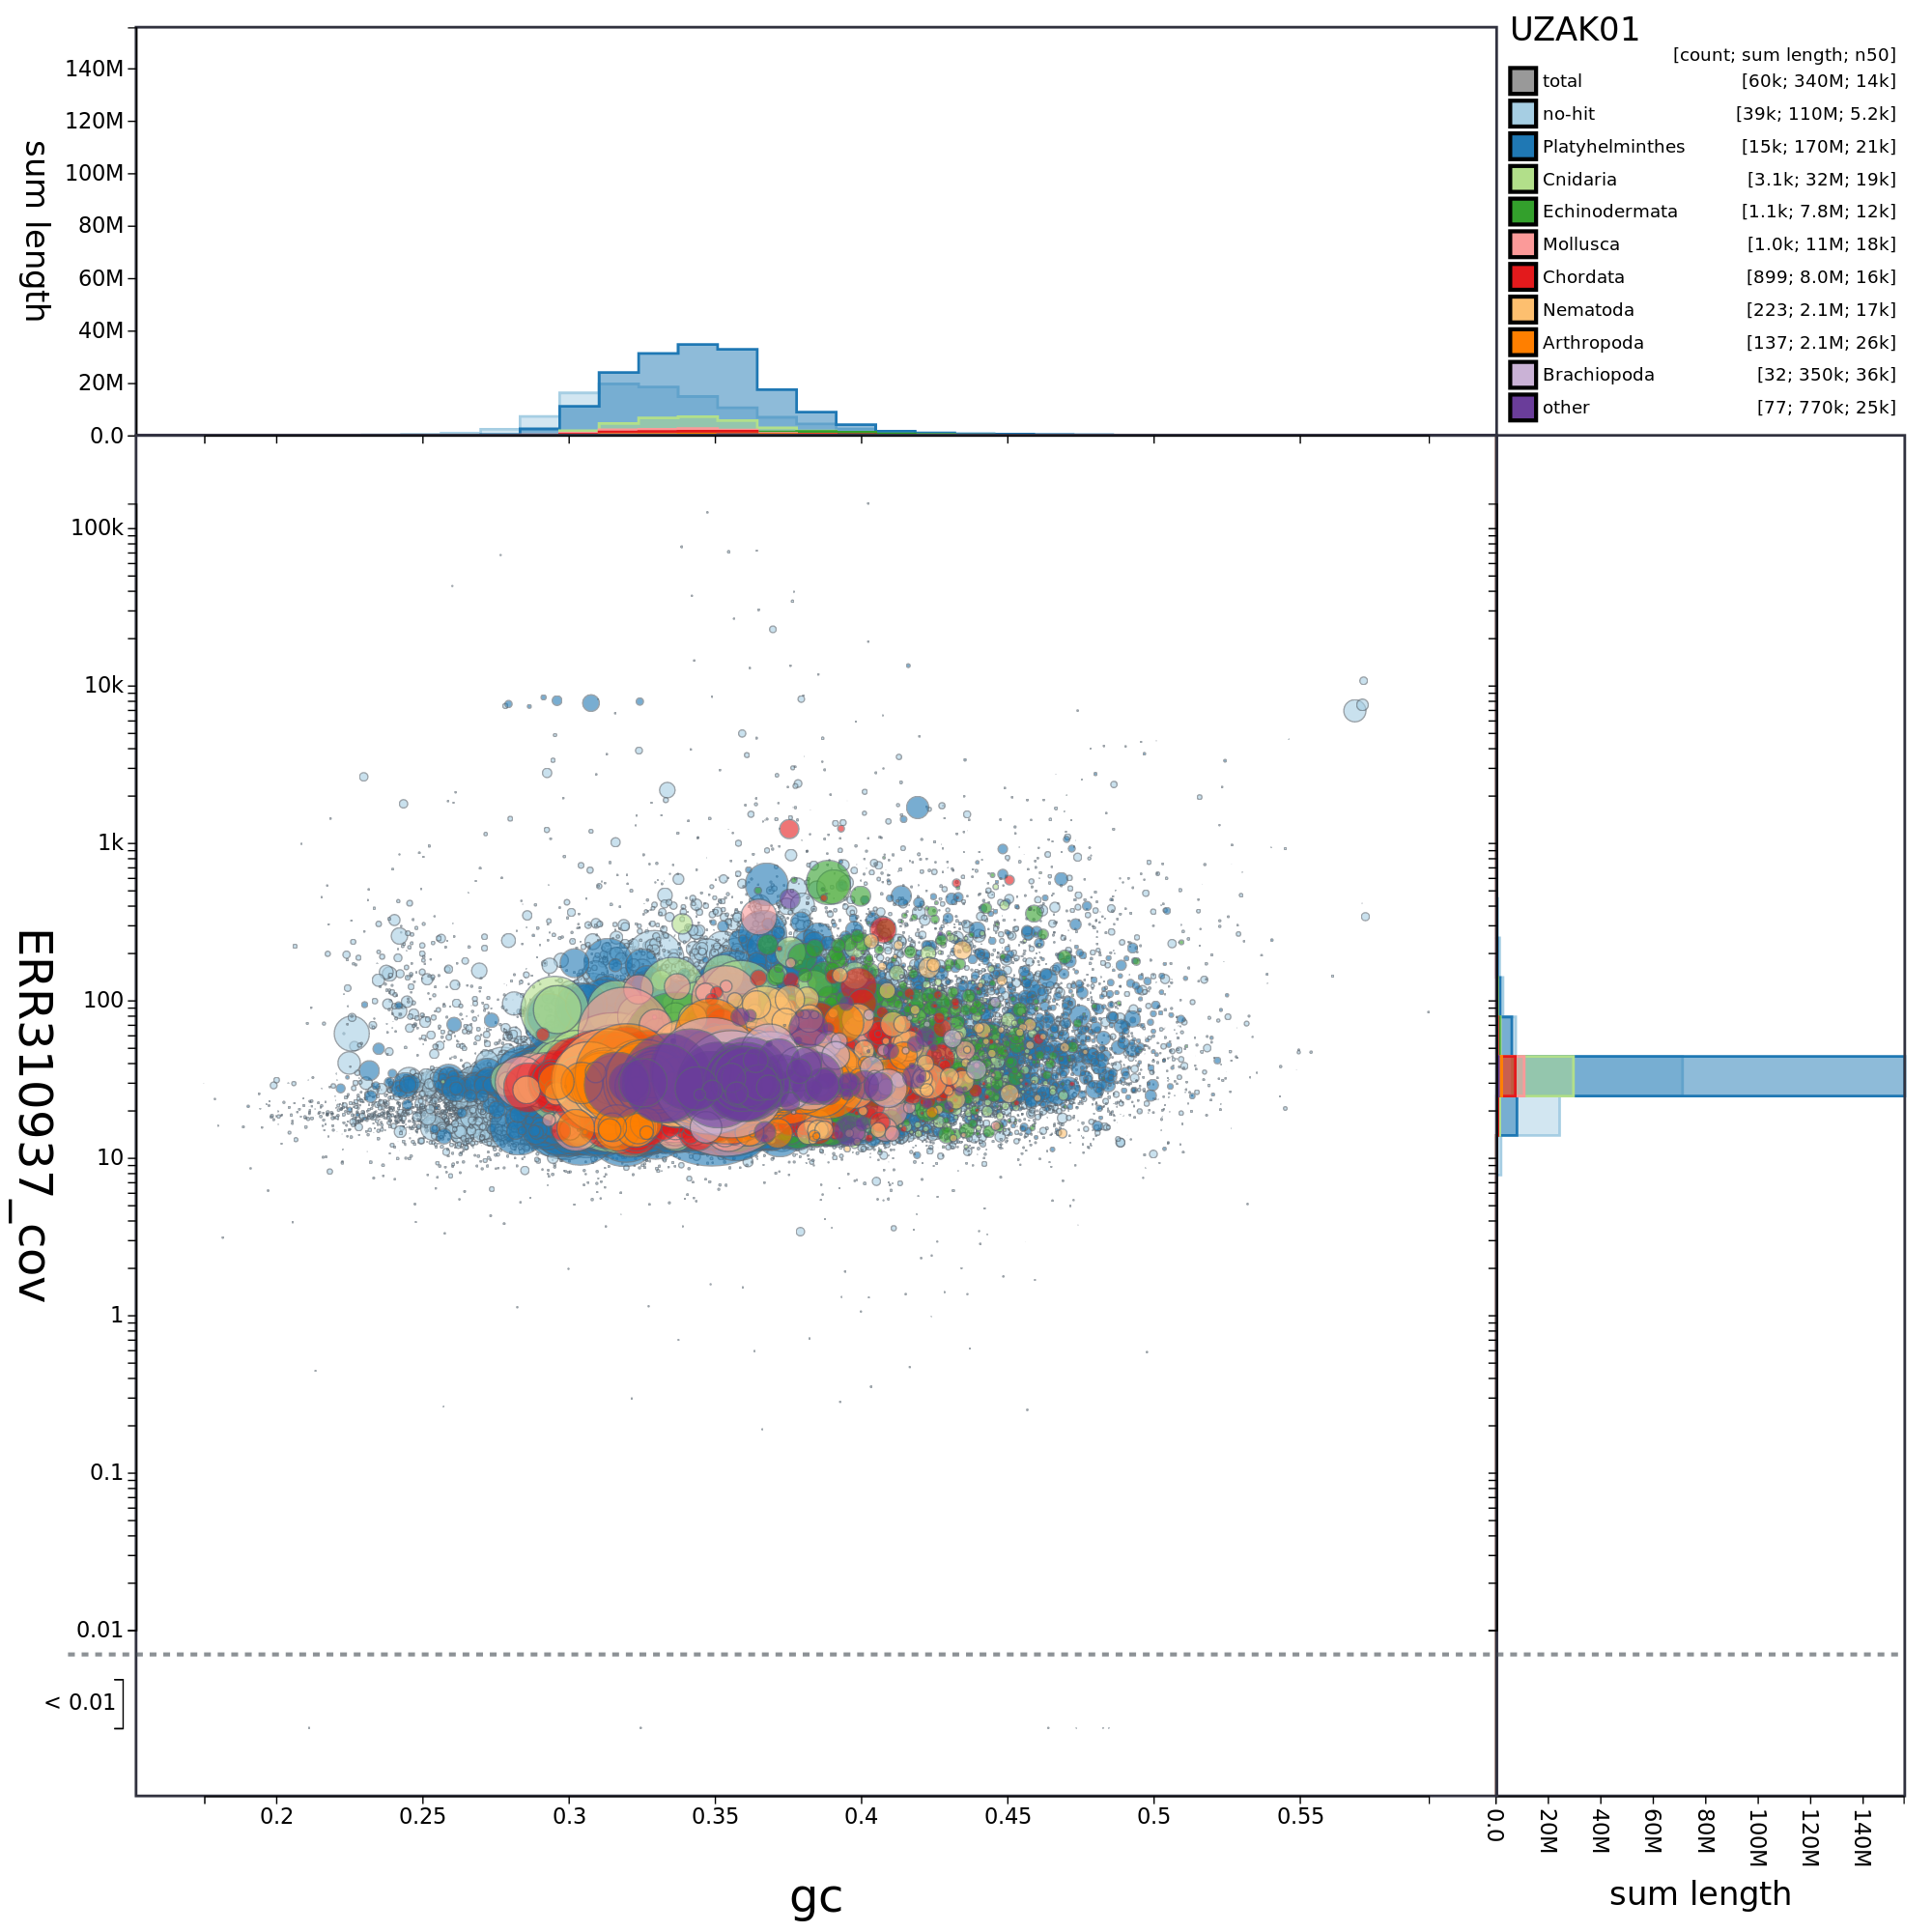 UZAK01
[count; sum length; n50]
total [60k; 340M; 14k]
no-hit [39k; 110M; 5.2k]
Platyhelminthes [15k; 170M; 21k]
Cnidaria [3.1k; 32M; 19k]
Echinodermata [1.1k; 7.8M; 12k]
Mollusca [1.0k; 11M; 18k]
Chordata [899; 8.0M; 16k]
Nematoda [223; 2.1M; 17k]
Arthropoda [137; 2.1M; 26k]
Brachiopoda [32; 350k; 36k]
other [77; 770k; 25k]
sum length
140M
120M
100M
80M
60M
40M
20M
0.0
ERR310937_cov
100k
10k
1k
100
10
1
0.1
0.01
< 0.01
0.2 0.25 0.3 0.35 0.4 0.45 0.5 0.55
gc
0.0 20M 40M 60M 80M 100M 120M 140M
sum length